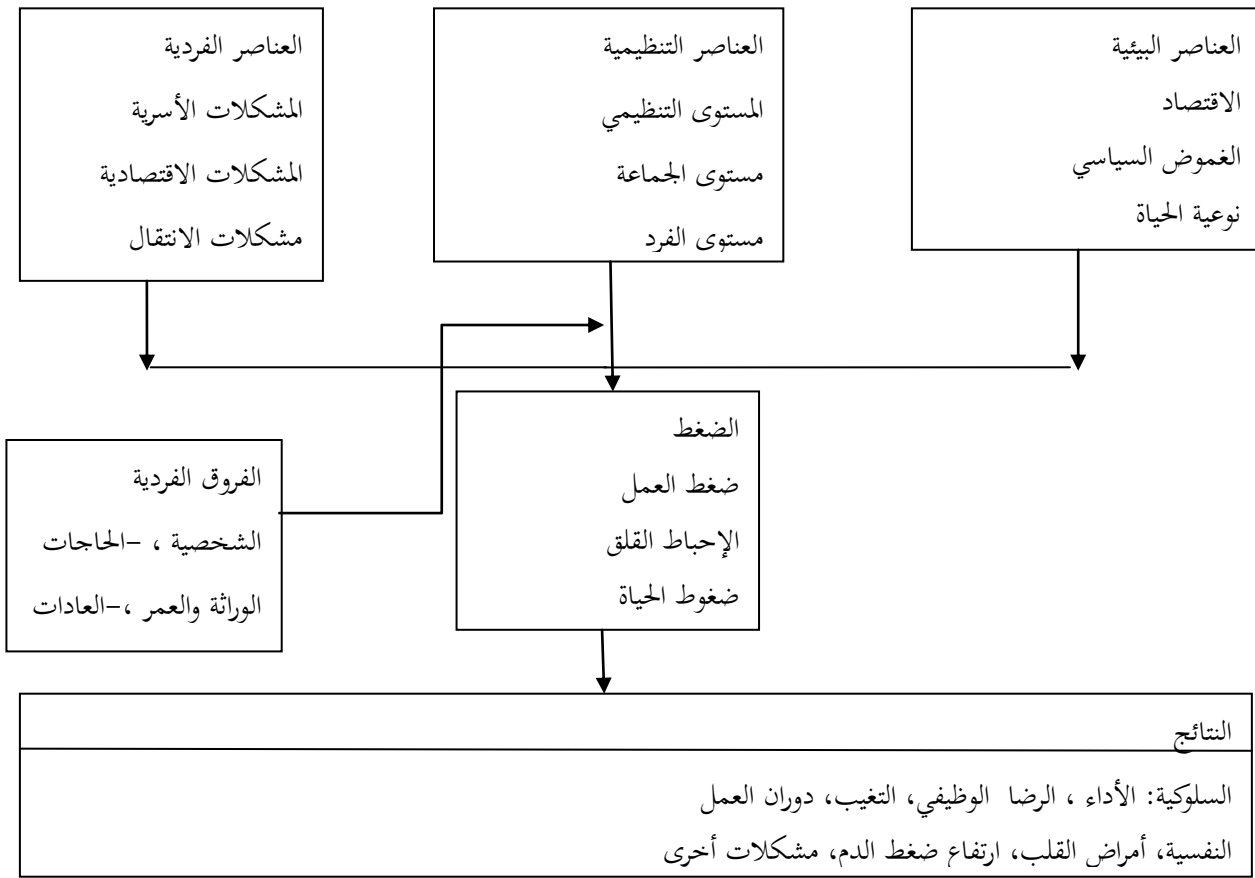 العناصر البيئية
الاقتصاد
الغموض السياسي
نوعية الحياة
العناصر التنظيمية
المستوى التنظيمي
مستوى الجماعة
مستوى الفرد
العناصر الفردية
المشكلات الأسرية
المشكلات الاقتصادية
مشكلات الانتقال
الضغط
ضغط العمل
الإحباط القلق
ضغوط الحياة
الفروق الفردية
الشخصية ، –الحاجات
الوراثة والعمر ،–العادات
النتائج
السلوكية: الأداء ، الرضا الوظيفي، التغيب، دوران العمل
النفسية، أمراض القلب، ارتفاع ضغط الدم، مشكلات أخرى